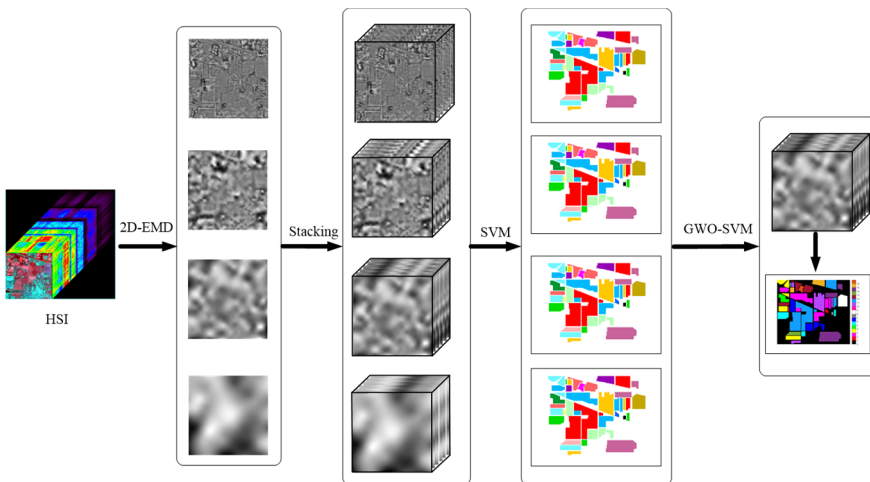 HSI
2D-EMD
Stacking
SVM
GWO-SVM